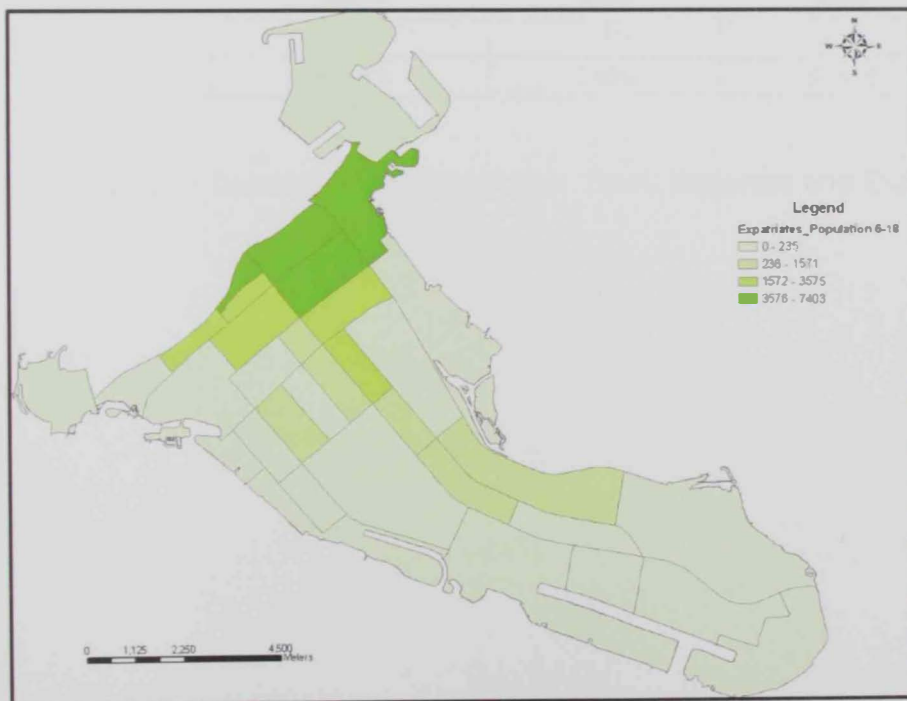 N
W E
S
Legend
Expatriates_Population 6-18
0 - 235
236 - 1571
1572 - 3575
3576 - 7403
0 1,125 2,250 4,500
Meters